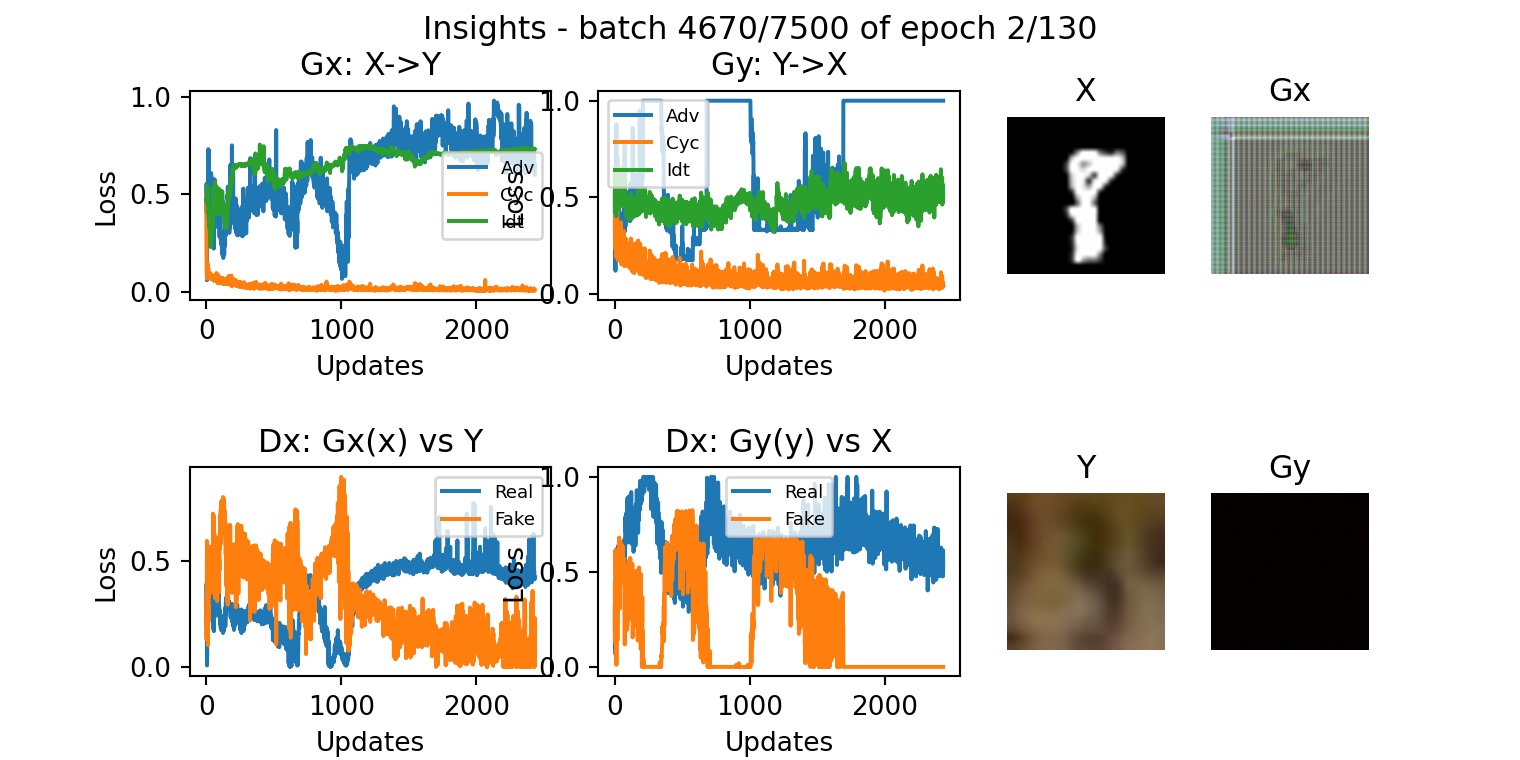 Insights - batch 4670/7500 of epoch 2/130
Gx: X->Y
Gy: Y->X
X
Gx
1.0
0.5
0.0
Loss
Adv
Cyc
Idt
0 1000 2000
Updates
1.0
0.5
0.0
Loss
Adv
Cyc
Idt
0 1000 2000
Updates
Dx: Gx(x) vs Y
Dx: Gy(y) vs X
Y
Gy
0.5
0.0
Loss
Real
Fake
0 1000 2000
Updates
1.0
0.5
0.0
Loss
Real
Fake
0 1000 2000
Updates